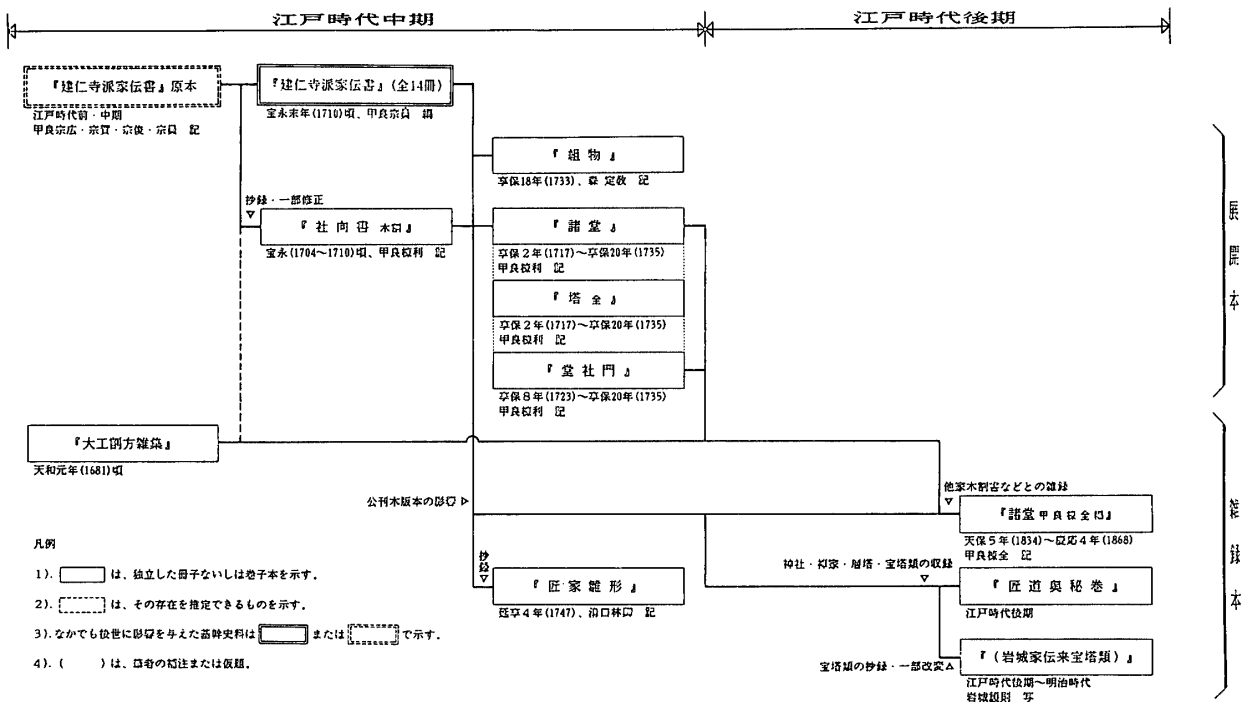 江戸時代中期
江戸時代後期
『建仁寺派家伝書』原本
江戸時代前・中期
甲良宗広・宗賀・宗俊・宗員 記
『建仁寺派家伝書』(全14冊)
宝永末年(1710)頃、甲良宗員 編
『組物』
享保18年(1733)、森 定教 記
抄録・一部修正
『社向書 木割』
宝永(1704〜1710)頃、甲良棟利 記
『諸堂』
享保2年(1717)〜享保20年(1735)
甲良棟利 記
『塔全』
享保2年(1717)〜享保20年(1735)
甲良棟利 記
『堂社門』
享保8年(1723)〜享保20年(1735)
甲良棟利 記
展開本
『大工割方雑集』
天和元年(1681)頃
公刊木版本の影響
他家木割書などとの雑録
『諸堂 甲良棟全』
天保5年(1834)〜慶応4年(1868)
甲良棟全 記
抄録
『匠家雛形』
延享4年(1747)、溝口林 記
神社・拝家・層塔・宝塔類の収録
『匠道奥秘巻』
江戸時代後期
宝塔類の抄録・一部改変
『(岩城家伝来宝塔類)』
江戸時代後期〜明治時代
岩城 写
雑録本
凡例
1). は、独立した冊子ないしは巻子本を示す。
2). は、その存在を推定できるものを示す。
3).なかでも後世に影響を与えた基幹史料は または で示す。
4).( )は、筆者の補注または仮題。